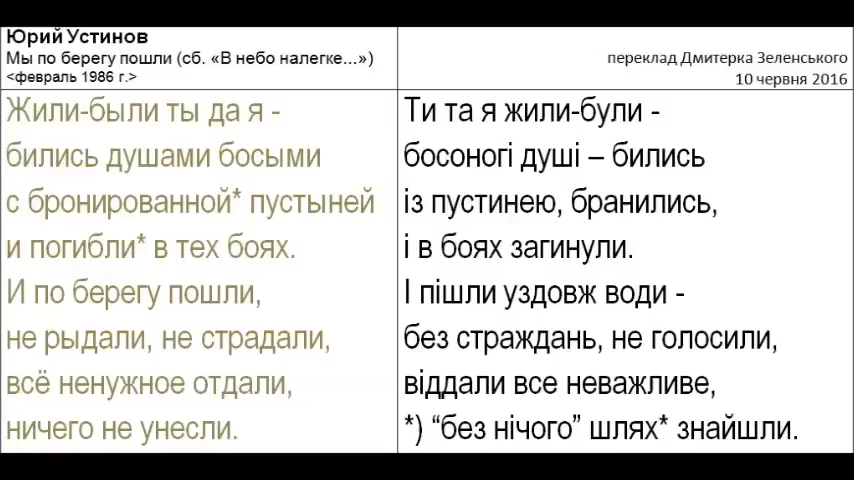 Юрий Устинов
Мы по берегу пошли (сб. «В небо налегке...»)
<февраль 1986 г.>
переклад Дмитерка Зеленського
10 червня 2016
Жили-были ты да я -
бились душами босыми
с бронированной* пустыней
и погибли* в тех боях.
И по берегу пошли,
не рыдали, не страдали,
всё ненужное отдали,
ничего не унесли.
Ти та я жили-були -
босоногі душі – бились
із пустинею, бранились,
і в боях загинули.
І пішли уздовж води -
без страждань, не голосили,
віддали все неважливе,
*) “без нічого” шлях* знайшли.